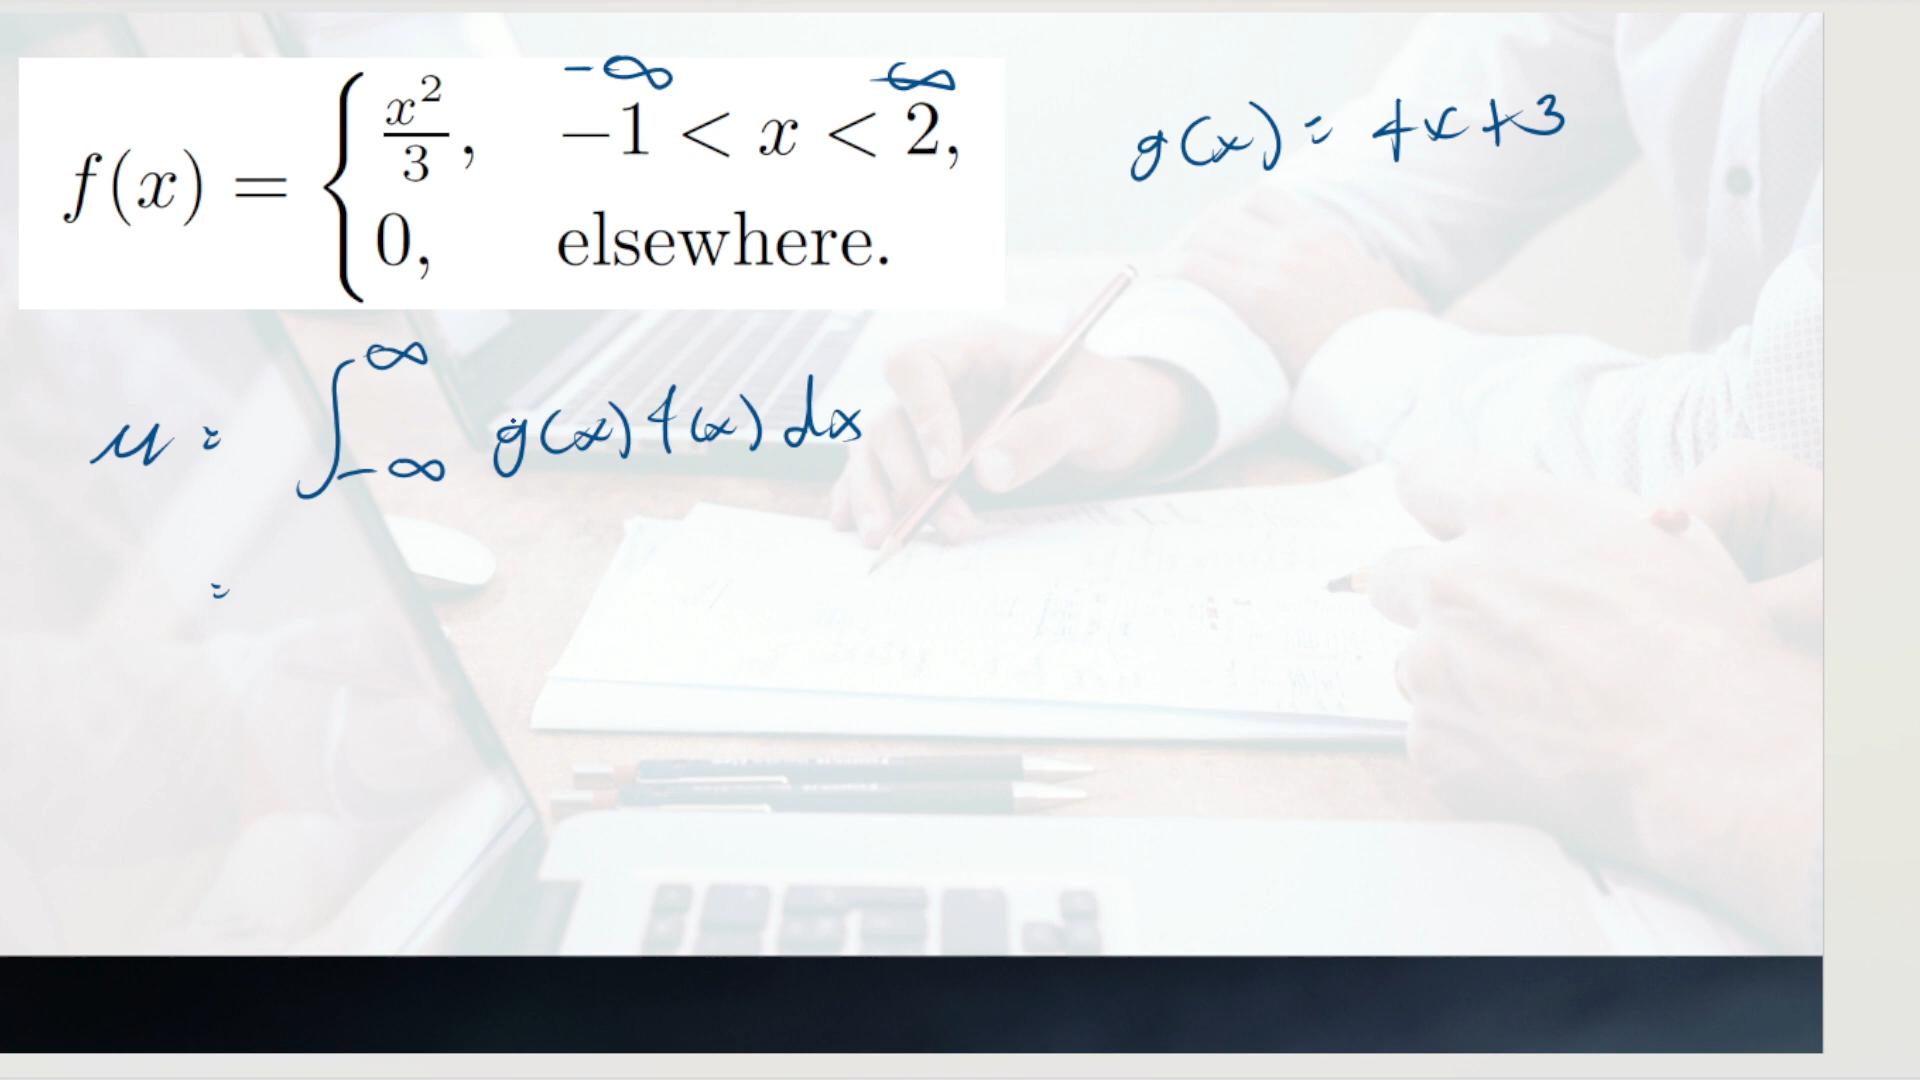 f(x) = { x²/3, −1 < x < 2,
0, elsewhere.
−∞ ∞
g(x) = 4x+3
μ = ∫_{−∞}^{∞} g(x) f(x) dx
=